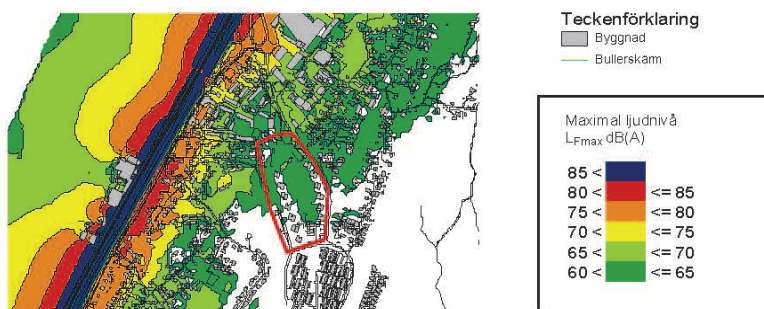 Teckenförklaring
Byggnad
Bullerskärm
Maximal ljudnivå
LFmax dB(A)
85 <
80 < <= 85
75 < <= 80
70 < <= 75
65 < <= 70
60 < <= 65